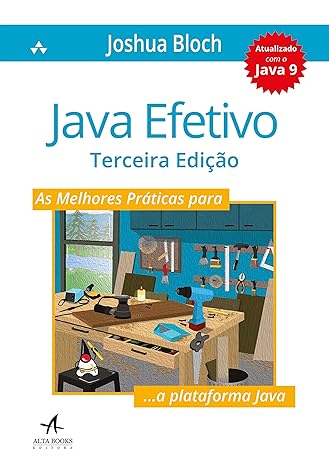 Joshua Bloch
Atualizado
com o
Java 9
Java Efetivo
Terceira Edição
As Melhores Práticas para
...a plataforma Java
ALTA BOOKS
EDITORA